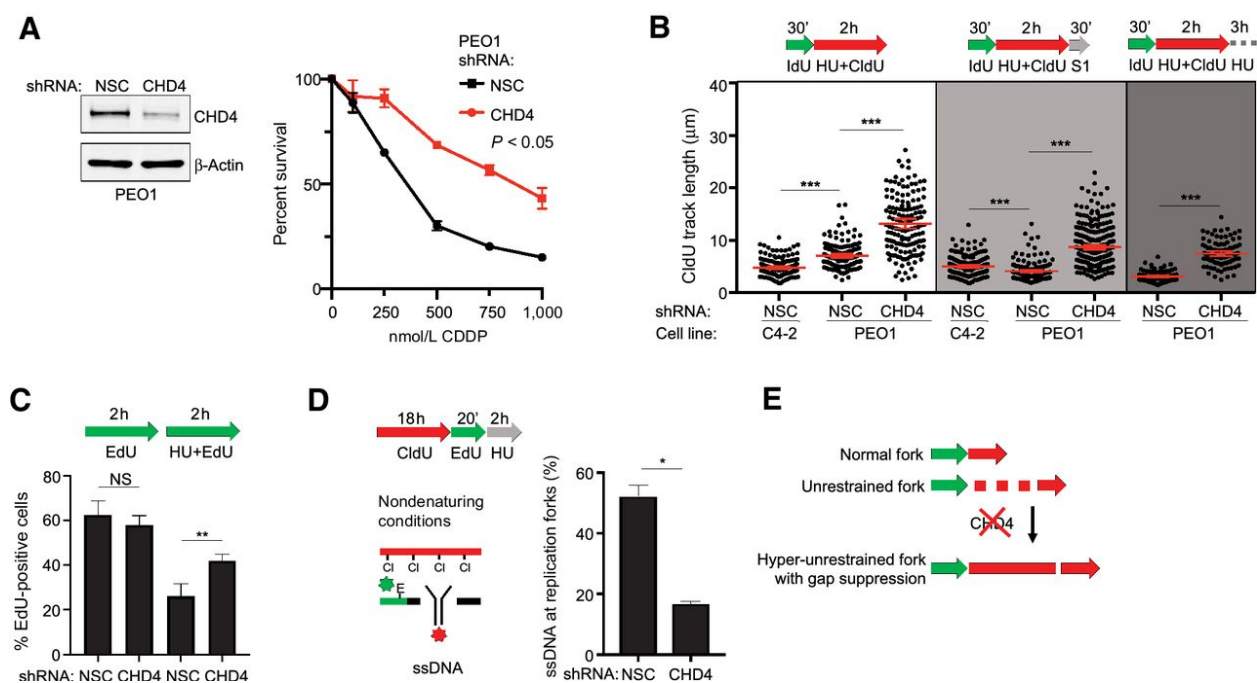 A
shRNA: NSC CHD4
CHD4
β-Actin
PEO1
PEO1
shRNA:
NSC
CHD4
P < 0.05
Percent survival
100
50
0
0 250 500 750 1,000
nmol/L CDDP
B
30' 2h
IdU HU+CldU
30' 2h 30'
IdU HU+CldU S1
30' 2h 3h
IdU HU+CldU HU
CldU track length (μm)
40
30
20
10
0
*** ***
*** ***
***
shRNA: NSC NSC CHD4 NSC NSC CHD4 NSC CHD4
Cell line: C4-2 PEO1 C4-2 PEO1 PEO1
C
2h 2h
EdU HU+EdU
% EdU-positive cells
80
60
40
20
0
NS
**
shRNA: NSC CHD4 NSC CHD4
D
18h 20' 2h
CldU EdU HU
Nondenaturing
conditions
Cl Cl Cl Cl
E
ssDNA
ssDNA at replication forks (%)
60
40
20
0
*
shRNA: NSC CHD4
E
Normal fork
Unrestrained fork
CHD4
Hyper-unrestrained fork
with gap suppression